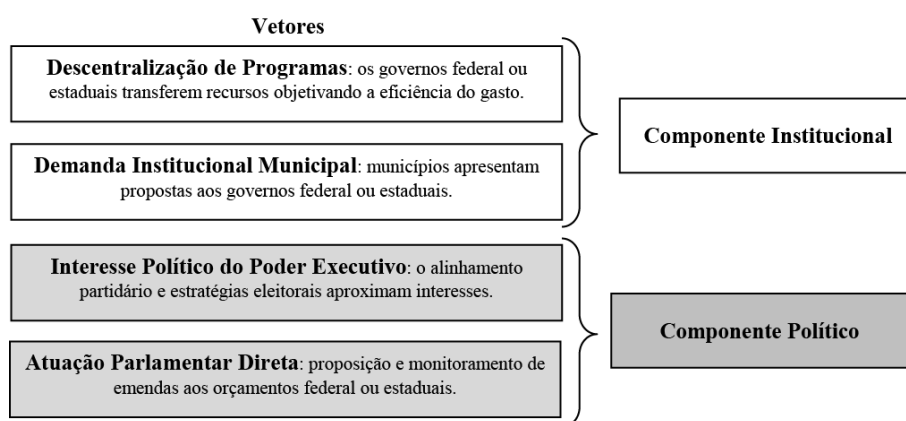 Vetores
Descentralização de Programas: os governos federal ou
estaduais transferem recursos objetivando a eficiência do gasto.
Demanda Institucional Municipal: municípios apresentam
propostas aos governos federal ou estaduais.
Componente Institucional
Interesse Político do Poder Executivo: o alinhamento
partidário e estratégias eleitorais aproximam interesses.
Atuação Parlamentar Direta: proposição e monitoramento de
emendas aos orçamentos federal ou estaduais.
Componente Político